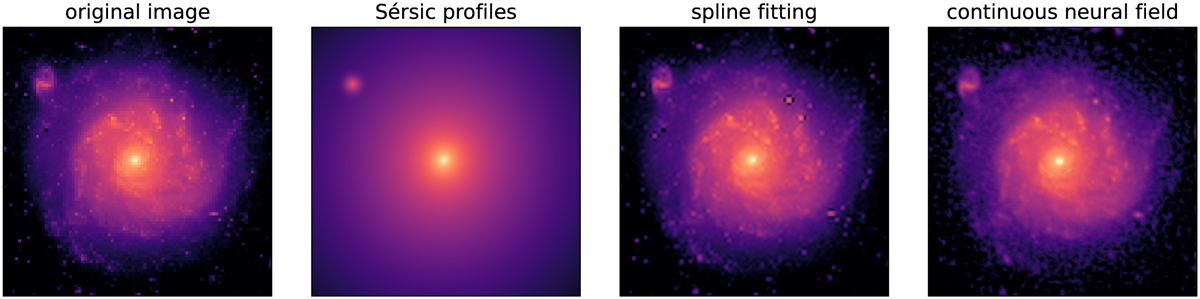 original image
Sérsic profiles
spline fitting
continuous neural field